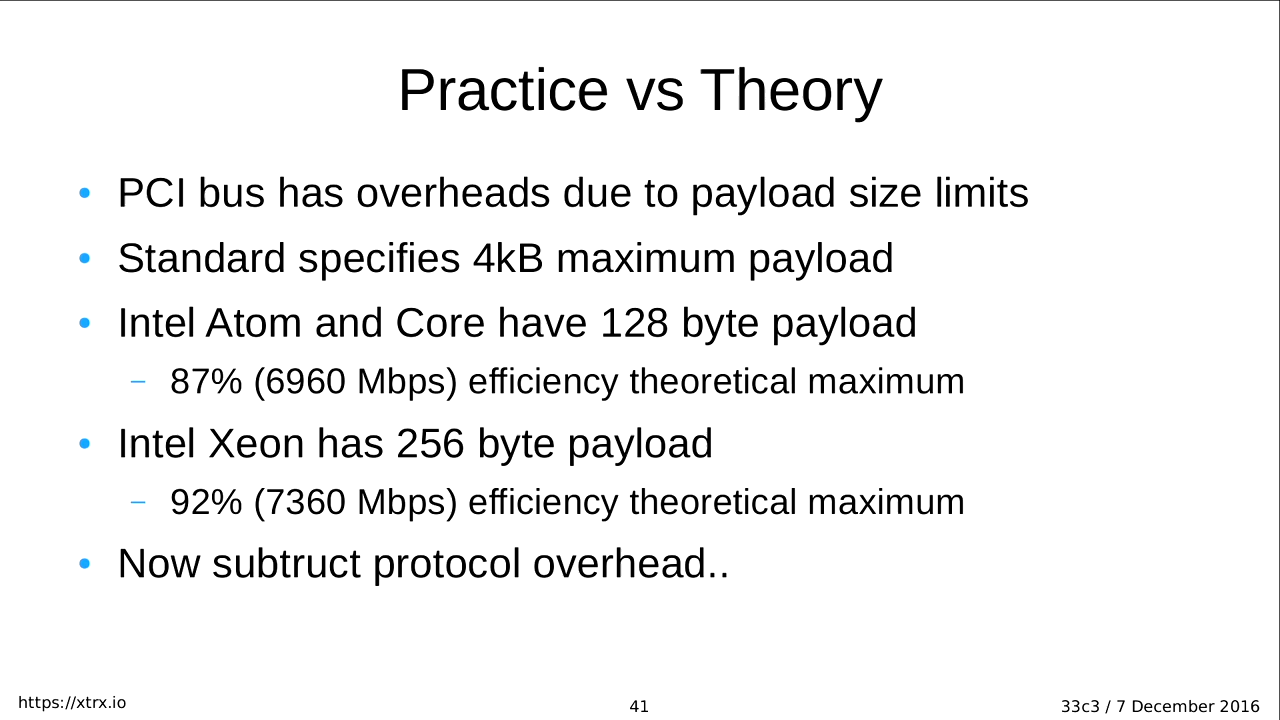 Practice vs Theory
• PCI bus has overheads due to payload size limits
• Standard specifies 4kB maximum payload
• Intel Atom and Core have 128 byte payload
– 87% (6960 Mbps) efficiency theoretical maximum
• Intel Xeon has 256 byte payload
– 92% (7360 Mbps) efficiency theoretical maximum
• Now subtruct protocol overhead..
https://xtrx.io
41
33c3 / 7 December 2016